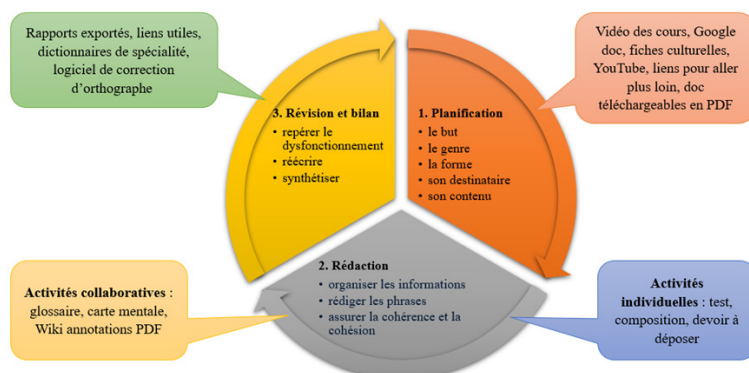 Rapports exportés, liens utiles,
dictionnaires de spécialité,
logiciel de correction
d'orthographe
Vidéo des cours, Google
doc, fiches culturelles,
YouTube, liens pour aller
plus loin, doc
téléchargeables en PDF
3. Révision et bilan
• repérer le
dysfonctionnement
• réécrire
• synthétiser
1. Planification
• le but
• le genre
• la forme
• son destinataire
• son contenu
2. Rédaction
• organiser les informations
• rédiger les phrases
• assurer la cohérence et la
cohésion
Activités collaboratives :
glossaire, carte mentale,
Wiki annotations PDF
Activités
individuelles : test,
composition, devoir à
déposer